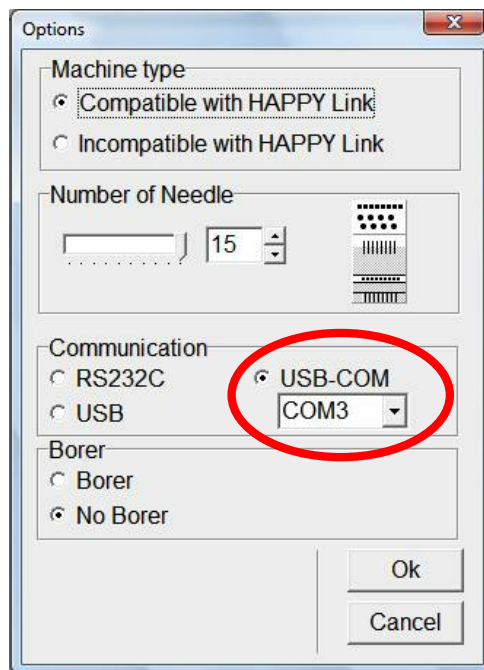 Options
Machine type
Compatible with HAPPY Link
Incompatible with HAPPY Link
Number of Needle
15
Communication
RS232C
USB-COM
USB
COM3
Borer
Borer
No Borer
Ok
Cancel